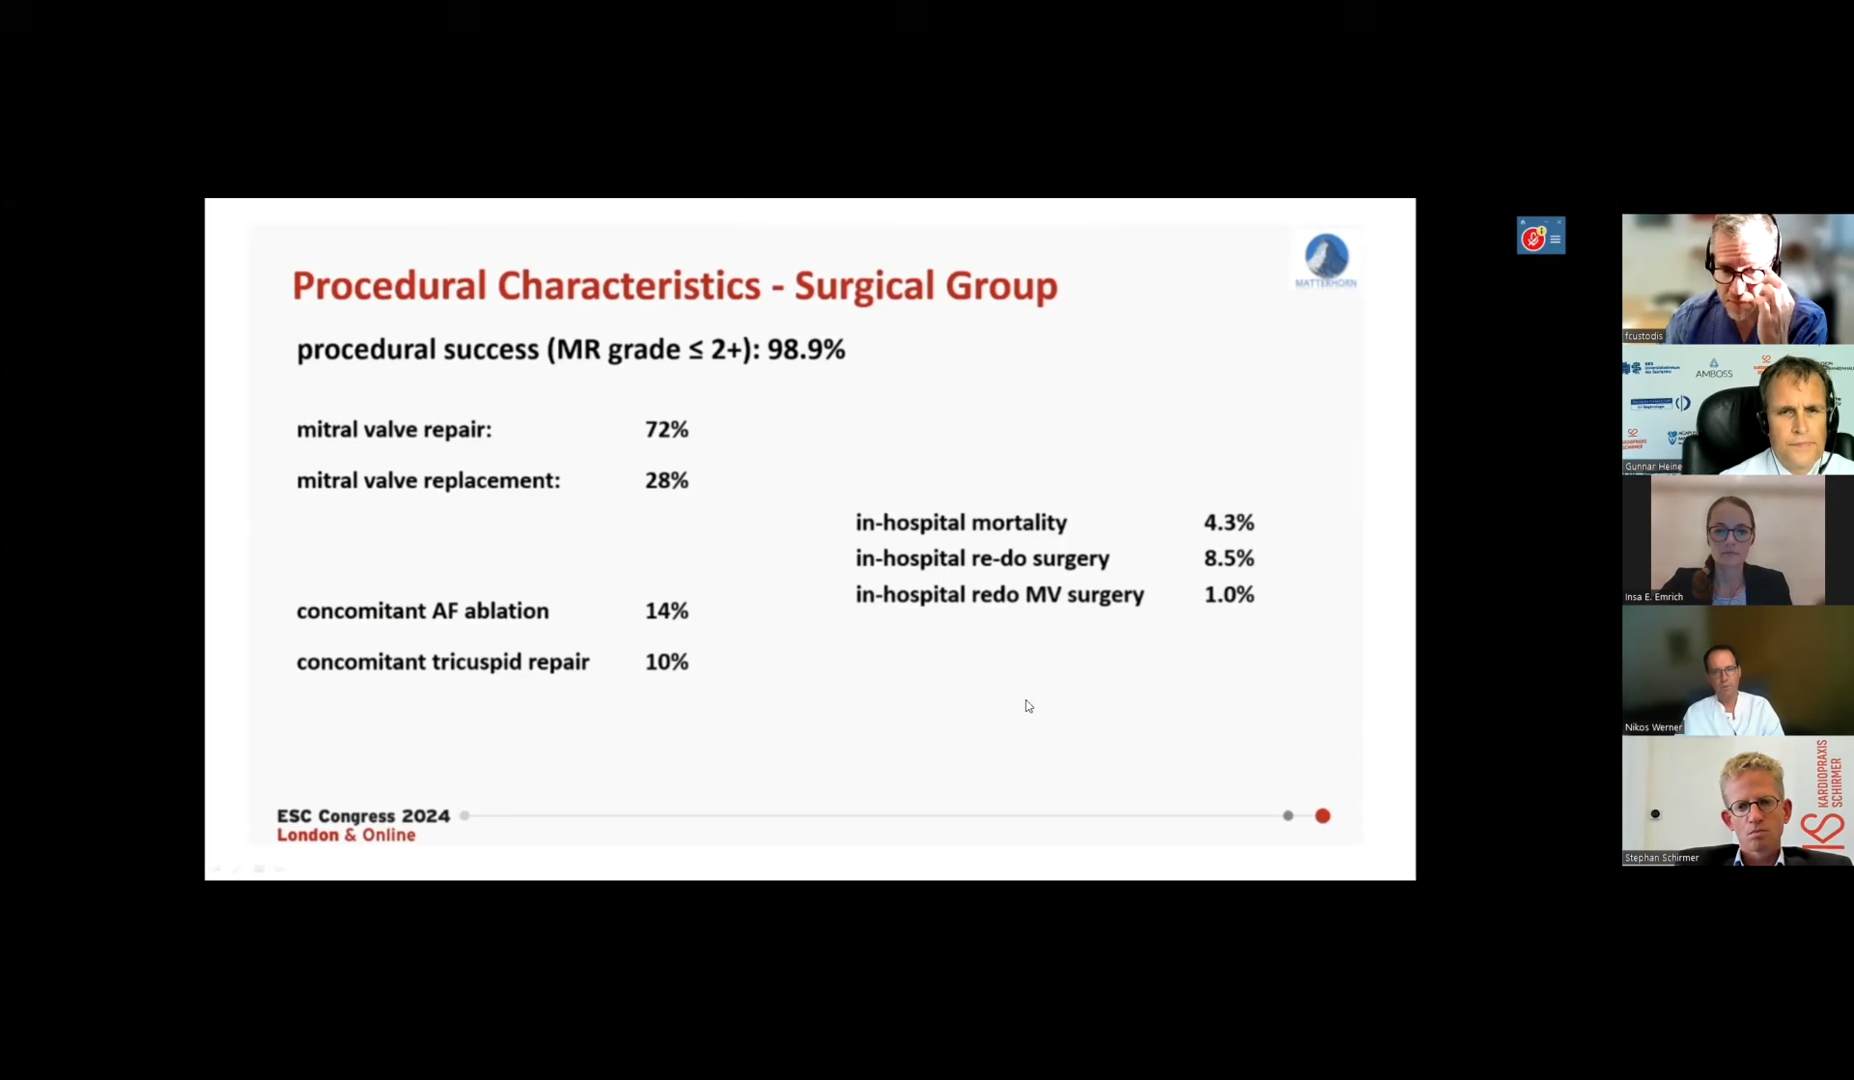 Procedural Characteristics - Surgical Group
MATTERHORN
procedural success (MR grade ≤ 2+): 98.9%
mitral valve repair: 72%
mitral valve replacement: 28%
in-hospital mortality 4.3%
in-hospital re-do surgery 8.5%
in-hospital redo MV surgery 1.0%
concomitant AF ablation 14%
concomitant tricuspid repair 10%
ESC Congress 2024
London & Online
fcustodis
AMBOSS
Gunnar Heine
Insa E. Emrich
Nikos Werner
KARDIOPRAXIS
SCHIRMER
Stephan Schirmer